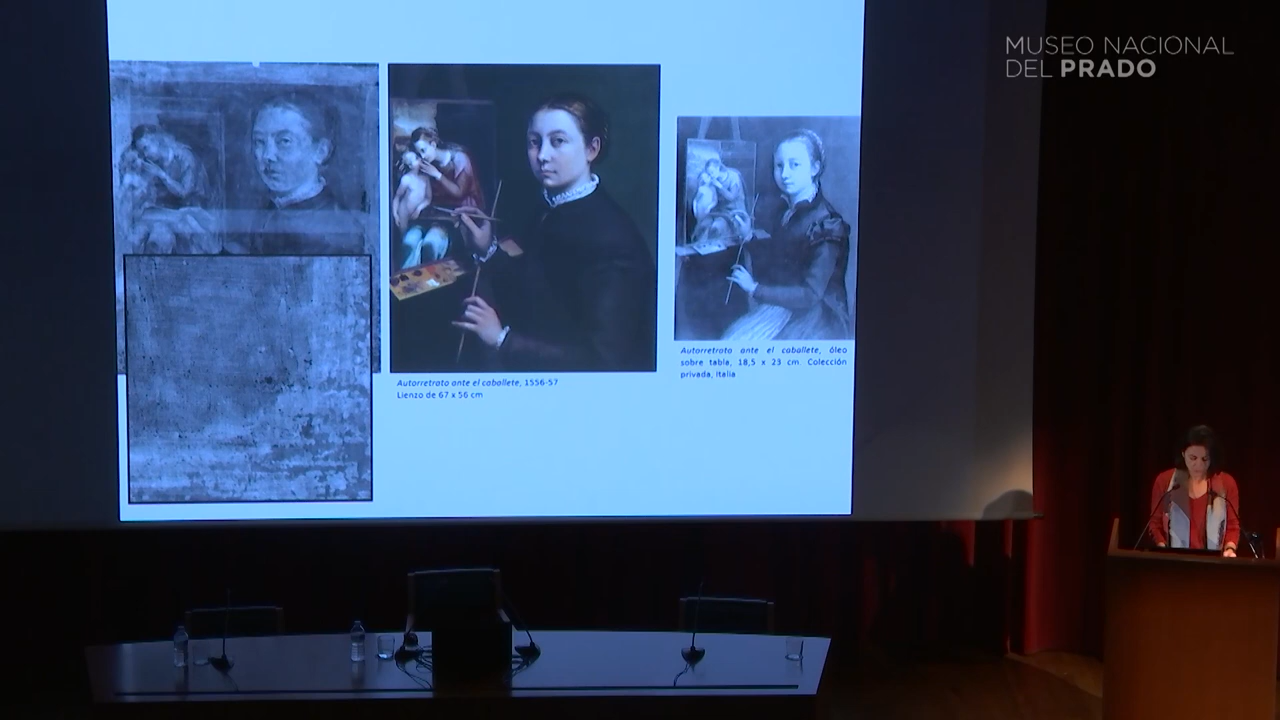 MUSEO NACIONAL
DEL PRADO
Autorretrato ante el caballete, 1556-57
Lienzo de 67 x 56 cm
Autorretrato ante el caballete, óleo
sobre tabla, 18,5 x 23 cm. Colección
privada, Italia